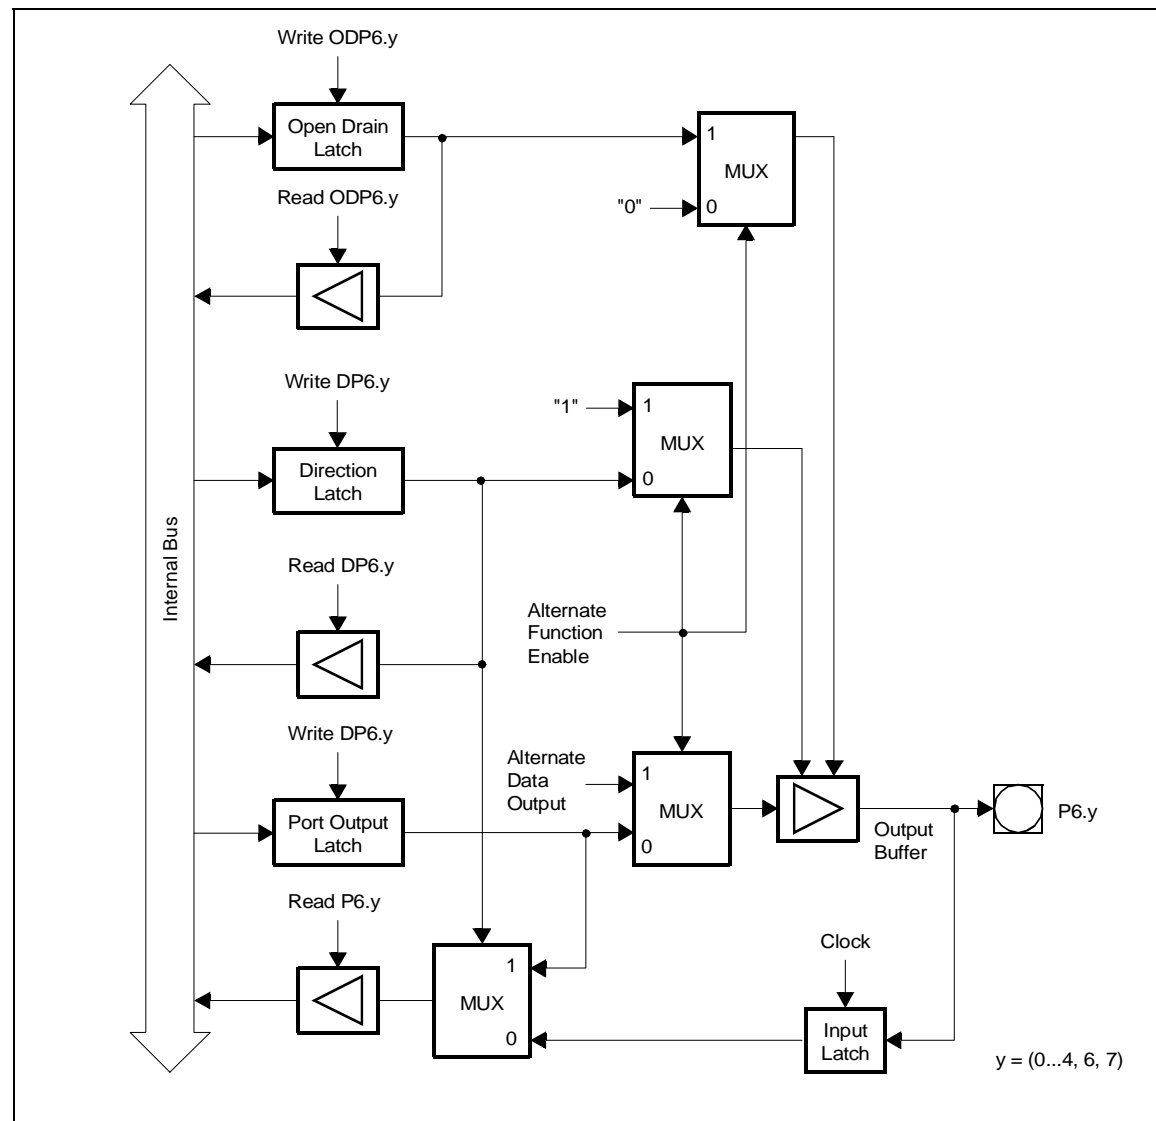 Write ODP6.y
Open Drain
Latch
1
MUX
"0"
0
Read ODP6.y
Write DP6.y
"1"
1
MUX
0
Direction
Latch
Internal Bus
Read DP6.y
Alternate
Function
Enable
Write DP6.y
Alternate
Data
Output
1
MUX
0
Port Output
Latch
Output
Buffer
P6.y
Read P6.y
1
MUX
0
Clock
Input
Latch
y = (0...4, 6, 7)